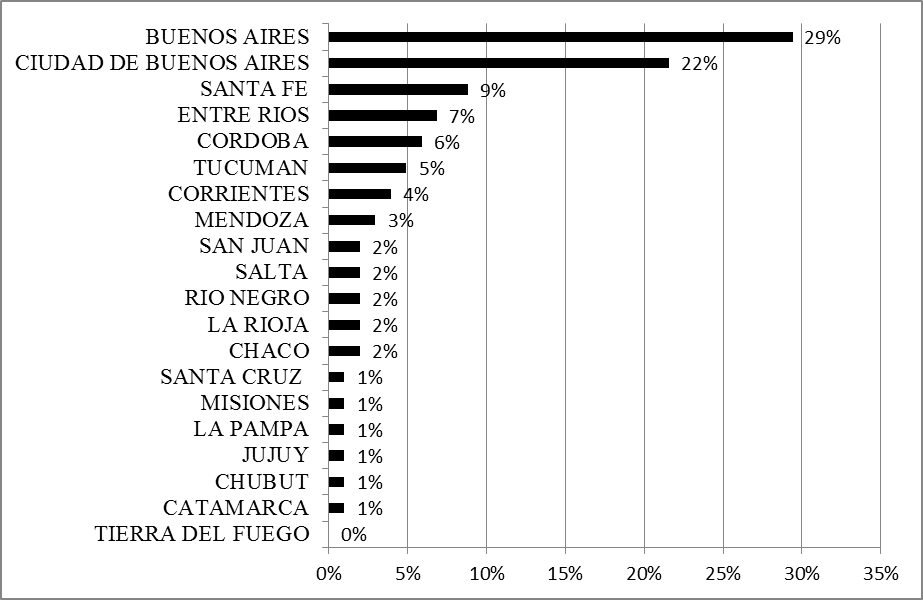 BUENOS AIRES 29%
CIUDAD DE BUENOS AIRES 22%
SANTA FE 9%
ENTRE RIOS 7%
CORDOBA 6%
TUCUMAN 5%
CORRIENTES 4%
MENDOZA 3%
SAN JUAN 2%
SALTA 2%
RIO NEGRO 2%
LA RIOJA 2%
CHACO 2%
SANTA CRUZ 1%
MISIONES 1%
LA PAMPA 1%
JUJUY 1%
CHUBUT 1%
CATAMARCA 1%
TIERRA DEL FUEGO 0%
0% 5% 10% 15% 20% 25% 30% 35%